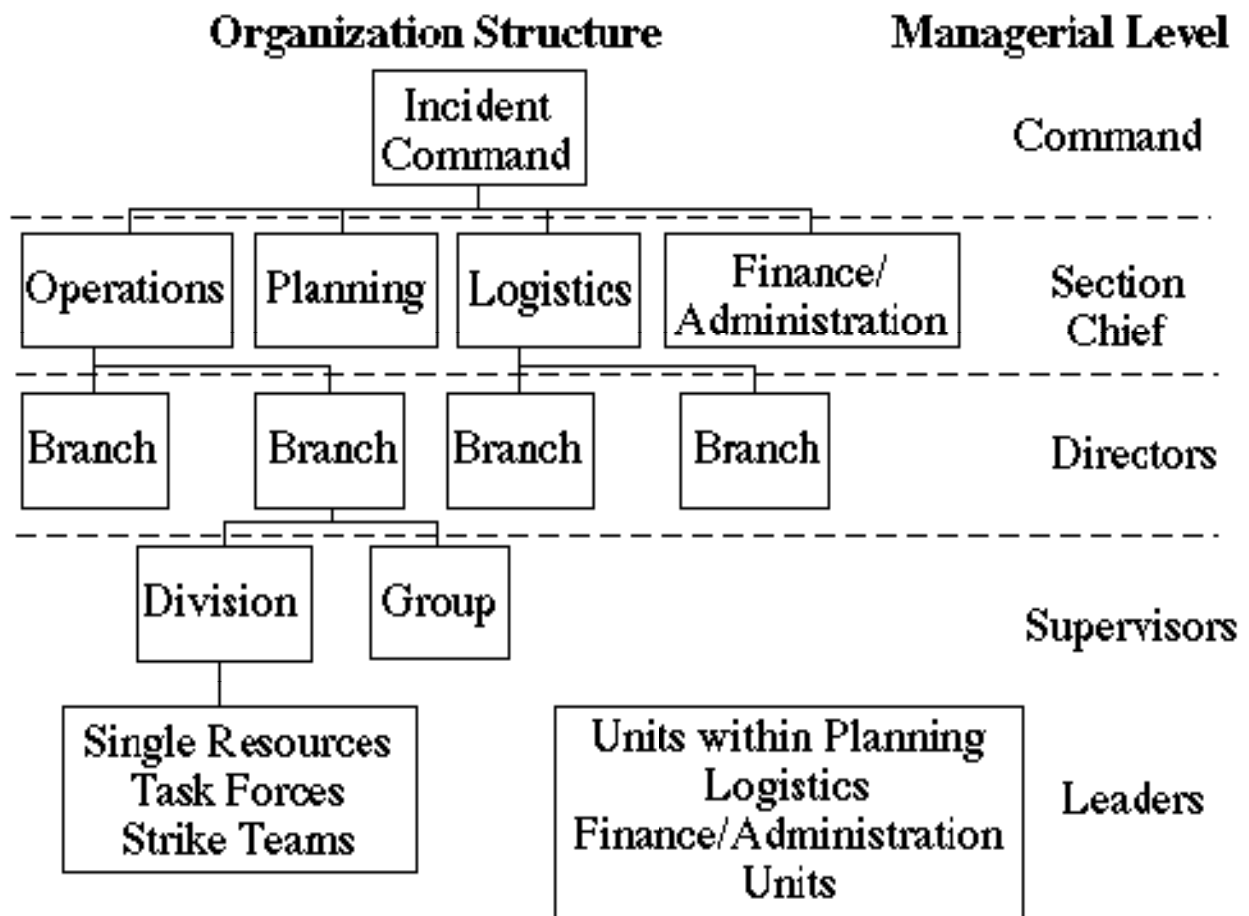 Organization Structure
Managerial Level
Incident
Command
Command
Operations
Planning
Logistics
Finance/
Administration
Section
Chief
Branch
Branch
Branch
Branch
Directors
Division
Group
Supervisors
Single Resources
Task Forces
Strike Teams
Units within Planning
Logistics
Finance/Administration
Units
Leaders